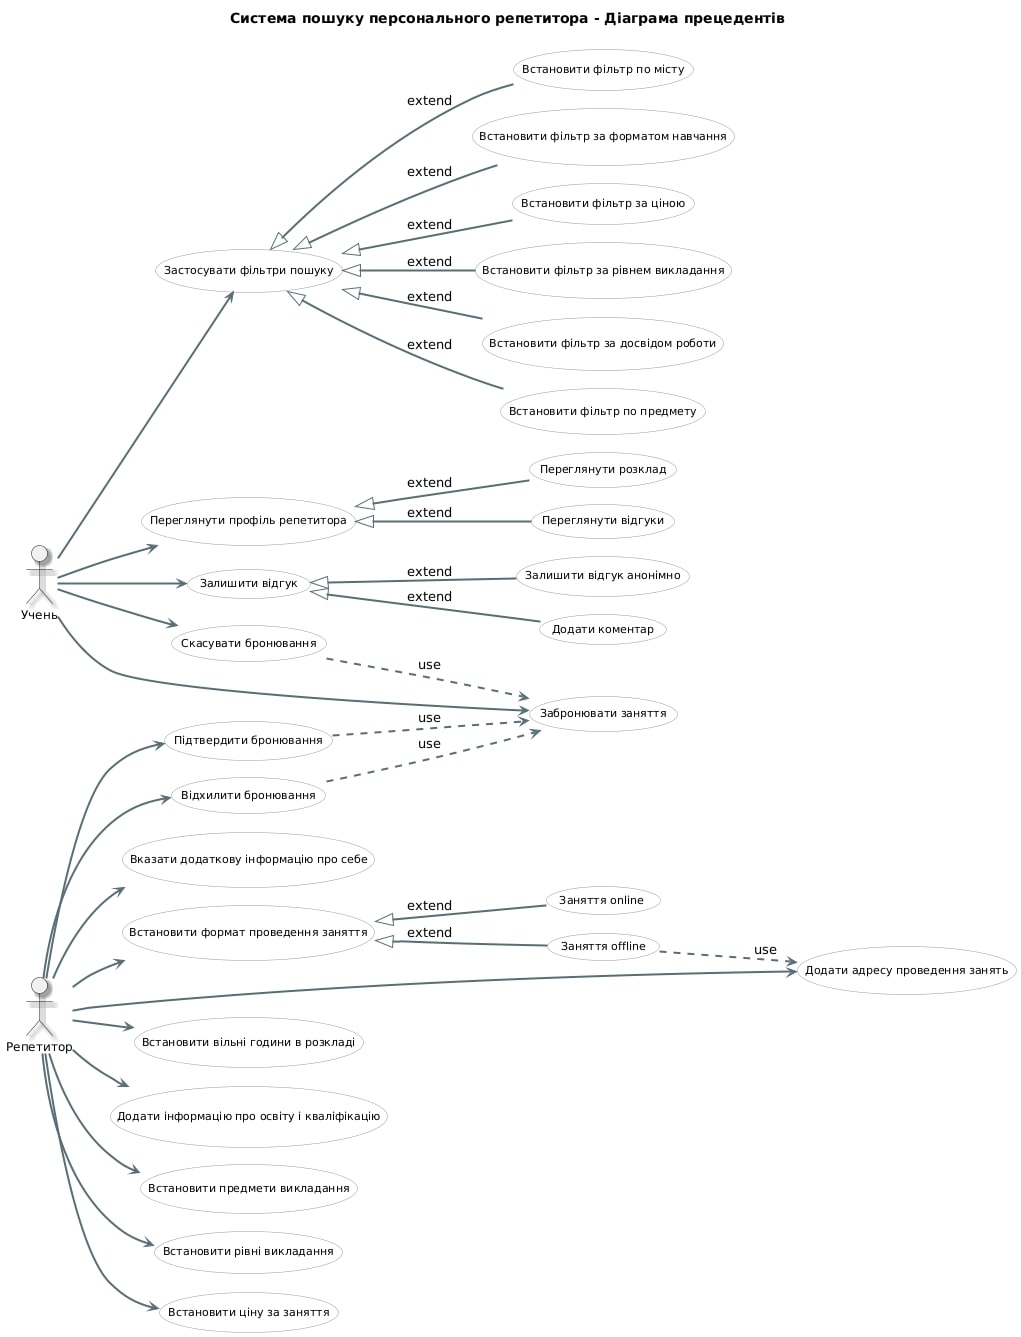 Система пошуку персонального репетитора - Діаграма прецедентів
Встановити фільтр по місту
extend
Встановити фільтр за форматом навчання
extend
Встановити фільтр за ціною
extend
Встановити фільтр за рівнем викладання
extend
Застосувати фільтри пошуку
extend
Встановити фільтр за досвідом роботи
extend
Встановити фільтр по предмету
Переглянути розклад
extend
extend
Переглянути профіль репетитора
Переглянути відгуки
extend
Залишити відгук
Залишити відгук анонімно
extend
Учень
Додати коментар
Скасувати бронювання
use
Забронювати заняття
use
Підтвердити бронювання
use
Відхилити бронювання
Вказати додаткову інформацію про себе
Заняття online
extend
Встановити формат проведення заняття
extend
Заняття offline
use
Додати адресу проведення занять
Репетитор
Встановити вільні години в розкладі
Додати інформацію про освіту і кваліфікацію
Встановити предмети викладання
Встановити рівні викладання
Встановити ціну за заняття